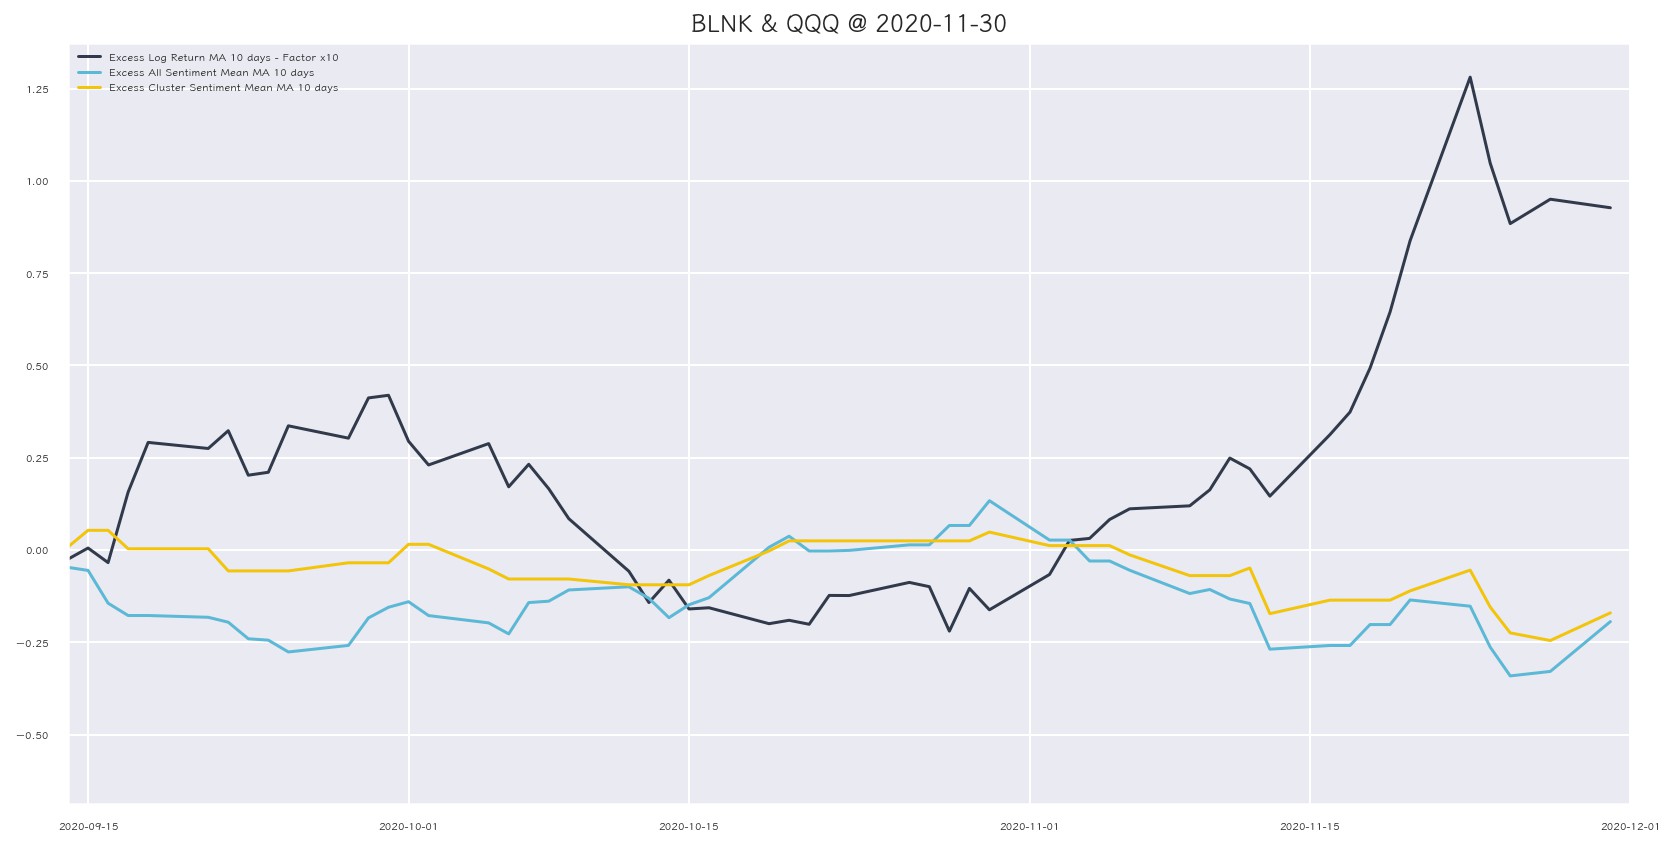 BLNK & QQQ @ 2020-11-30
Excess Log Return MA 10 days - Factor x10
Excess All Sentiment Mean MA 10 days
Excess Cluster Sentiment Mean MA 10 days
1.25
1.00
0.75
0.50
0.25
0.00
−0.25
−0.50
2020-09-15 2020-10-01 2020-10-15 2020-11-01 2020-11-15 2020-12-01